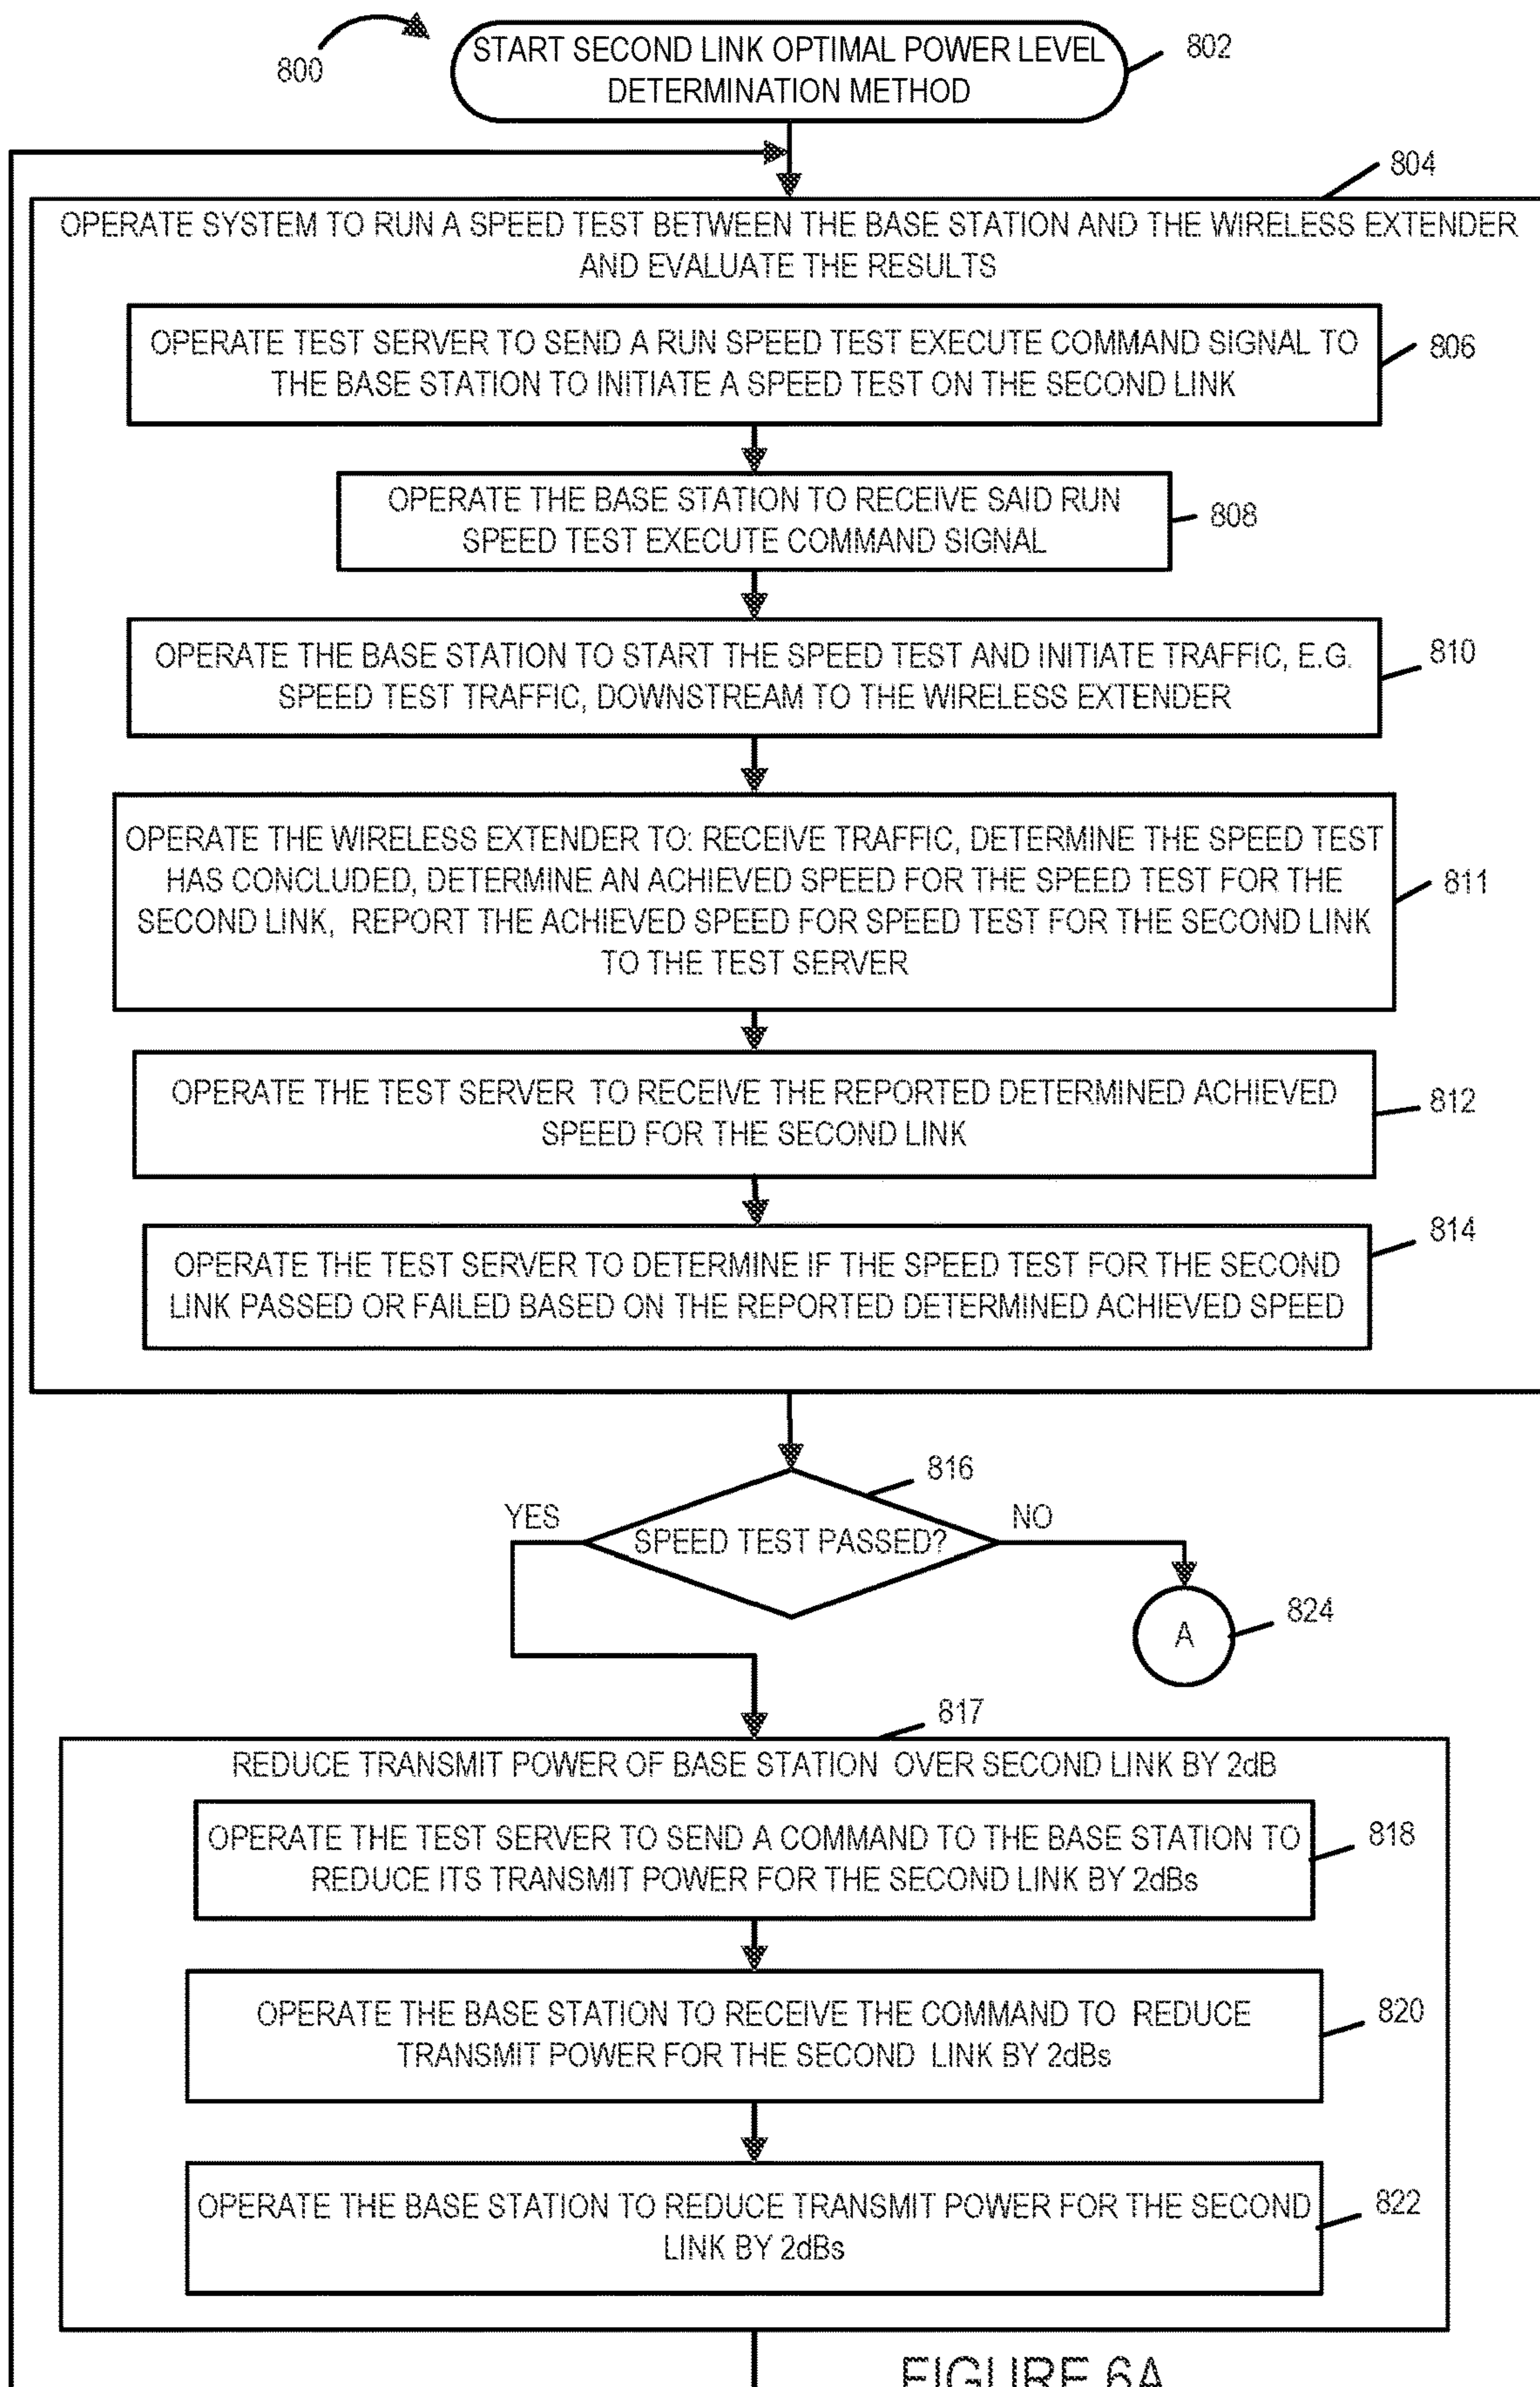 800
START SECOND LINK OPTIMAL POWER LEVEL
DETERMINATION METHOD
802
804
OPERATE SYSTEM TO RUN A SPEED TEST BETWEEN THE BASE STATION AND THE WIRELESS EXTENDER
AND EVALUATE THE RESULTS
OPERATE TEST SERVER TO SEND A RUN SPEED TEST EXECUTE COMMAND SIGNAL TO
THE BASE STATION TO INITIATE A SPEED TEST ON THE SECOND LINK
806
OPERATE THE BASE STATION TO RECEIVE SAID RUN
SPEED TEST EXECUTE COMMAND SIGNAL
808
OPERATE THE BASE STATION TO START THE SPEED TEST AND INITIATE TRAFFIC, E.G.
SPEED TEST TRAFFIC, DOWNSTREAM TO THE WIRELESS EXTENDER
810
OPERATE THE WIRELESS EXTENDER TO: RECEIVE TRAFFIC, DETERMINE THE SPEED TEST
HAS CONCLUDED, DETERMINE AN ACHIEVED SPEED FOR THE SPEED TEST FOR THE
SECOND LINK, REPORT THE ACHIEVED SPEED FOR SPEED TEST FOR THE SECOND LINK
TO THE TEST SERVER
811
OPERATE THE TEST SERVER TO RECEIVE THE REPORTED DETERMINED ACHIEVED
SPEED FOR THE SECOND LINK
812
OPERATE THE TEST SERVER TO DETERMINE IF THE SPEED TEST FOR THE SECOND
LINK PASSED OR FAILED BASED ON THE REPORTED DETERMINED ACHIEVED SPEED
814
816
YES
SPEED TEST PASSED?
NO
A
824
817
REDUCE TRANSMIT POWER OF BASE STATION OVER SECOND LINK BY 2dB
OPERATE THE TEST SERVER TO SEND A COMMAND TO THE BASE STATION TO
REDUCE ITS TRANSMIT POWER FOR THE SECOND LINK BY 2dBs
818
OPERATE THE BASE STATION TO RECEIVE THE COMMAND TO REDUCE
TRANSMIT POWER FOR THE SECOND LINK BY 2dBs
820
OPERATE THE BASE STATION TO REDUCE TRANSMIT POWER FOR THE SECOND
LINK BY 2dBs
822
FIGURE 6A